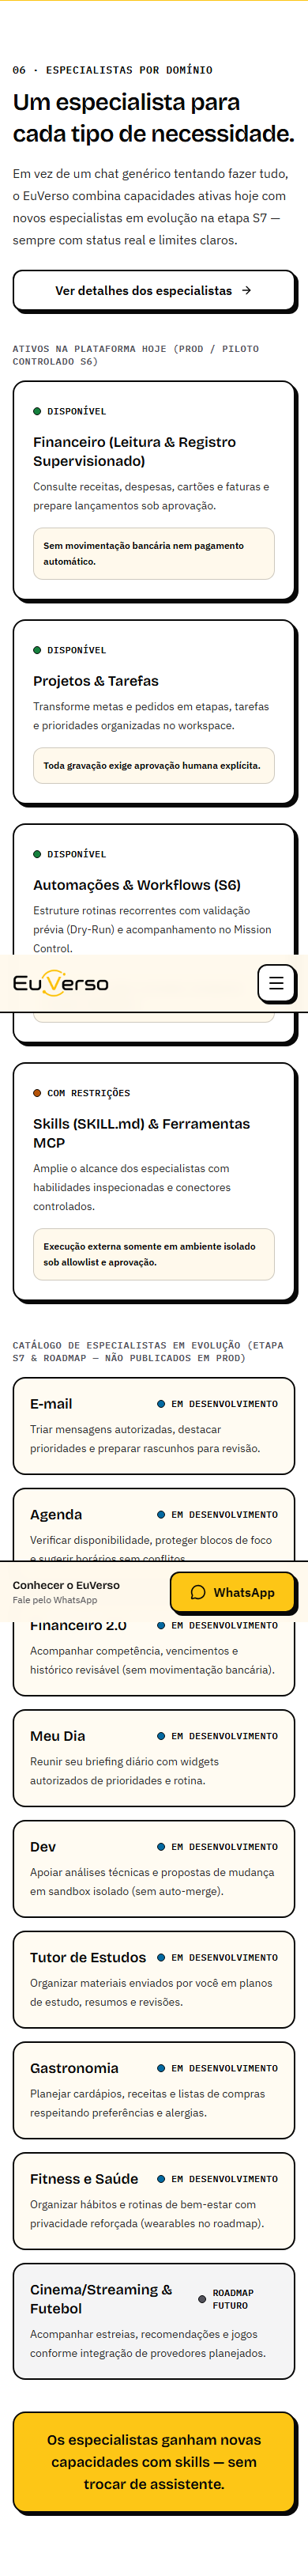 06 · ESPECIALISTAS POR DOMÍNIO
Um especialista para
cada tipo de necessidade.
Em vez de um chat genérico tentando fazer tudo,
o EuVerso combina capacidades ativas hoje com
novos especialistas em evolução na etapa S7 —
sempre com status real e limites claros.
Ver detalhes dos especialistas →
ATIVOS NA PLATAFORMA HOJE (PROD / PILOTO
CONTROLADO S6)
DISPONÍVEL
Financeiro (Leitura & Registro
Supervisionado)
Consulte receitas, despesas, cartões e faturas e
prepare lançamentos sob aprovação.
Sem movimentação bancária nem pagamento
automático.
DISPONÍVEL
Projetos & Tarefas
Transforme metas e pedidos em etapas, tarefas
e prioridades organizadas no workspace.
Toda gravação exige aprovação humana explícita.
DISPONÍVEL
Automações & Workflows (S6)
Estruture rotinas recorrentes com validação
prévia (Dry-Run) e acompanhamento no Mission
Control.
EuVerso
COM RESTRIÇÕES
Skills (SKILL.md) & Ferramentas
MCP
Amplie o alcance dos especialistas com
habilidades inspecionadas e conectores
controlados.
Execução externa somente em ambiente isolado
sob allowlist e aprovação.
CATÁLOGO DE ESPECIALISTAS EM EVOLUÇÃO (ETAPA
S7 & ROADMAP — NÃO PUBLICADOS EM PROD)
E-mail EM DESENVOLVIMENTO
Triar mensagens autorizadas, destacar
prioridades e preparar rascunhos para revisão.
Agenda EM DESENVOLVIMENTO
Verificar disponibilidade, proteger blocos de foco
e sugerir horários sem conflitos.
Conhecer o EuVerso
Fale pelo WhatsApp
WhatsApp
Financeiro 2.0 EM DESENVOLVIMENTO
Acompanhar competência, vencimentos e
histórico revisável (sem movimentação bancária).
Meu Dia EM DESENVOLVIMENTO
Reunir seu briefing diário com widgets
autorizados de prioridades e rotina.
Dev EM DESENVOLVIMENTO
Apoiar análises técnicas e propostas de mudança
em sandbox isolado (sem auto-merge).
Tutor de Estudos EM DESENVOLVIMENTO
Organizar materiais enviados por você em planos
de estudo, resumos e revisões.
Gastronomia EM DESENVOLVIMENTO
Planejar cardápios, receitas e listas de compras
respeitando preferências e alergias.
Fitness e Saúde EM DESENVOLVIMENTO
Organizar hábitos e rotinas de bem-estar com
privacidade reforçada (wearables no roadmap).
Cinema/Streaming &
Futebol
ROADMAP
FUTURO
Acompanhar estreias, recomendações e jogos
conforme integração de provedores planejados.
Os especialistas ganham novas
capacidades com skills — sem
trocar de assistente.